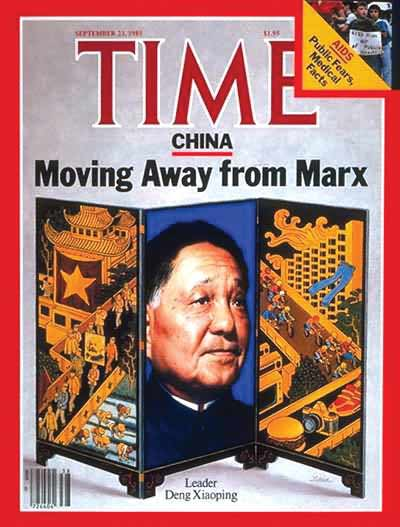 SEPTEMBER 23, 1985
$1.95
TIME
AIDS
Public Fears,
Medical
Facts
CHINA
Moving Away from Marx
Leader
Deng Xiaoping